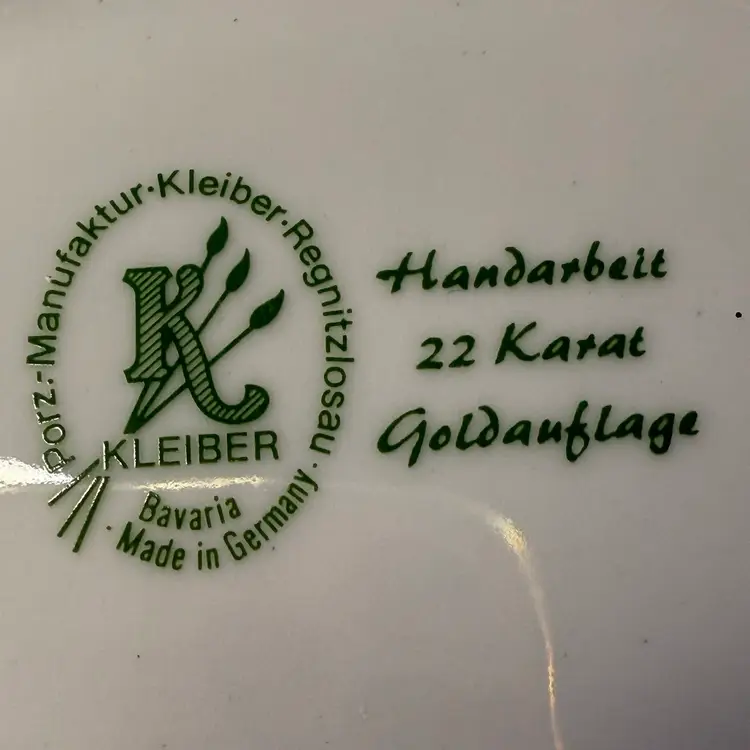 Porz.-Manufaktur·Kleiber·Regnitzlosau·
K
KLEIBER
Bavaria
· Made in Germany ·
Handarbeit
22 Karat
Goldauflage